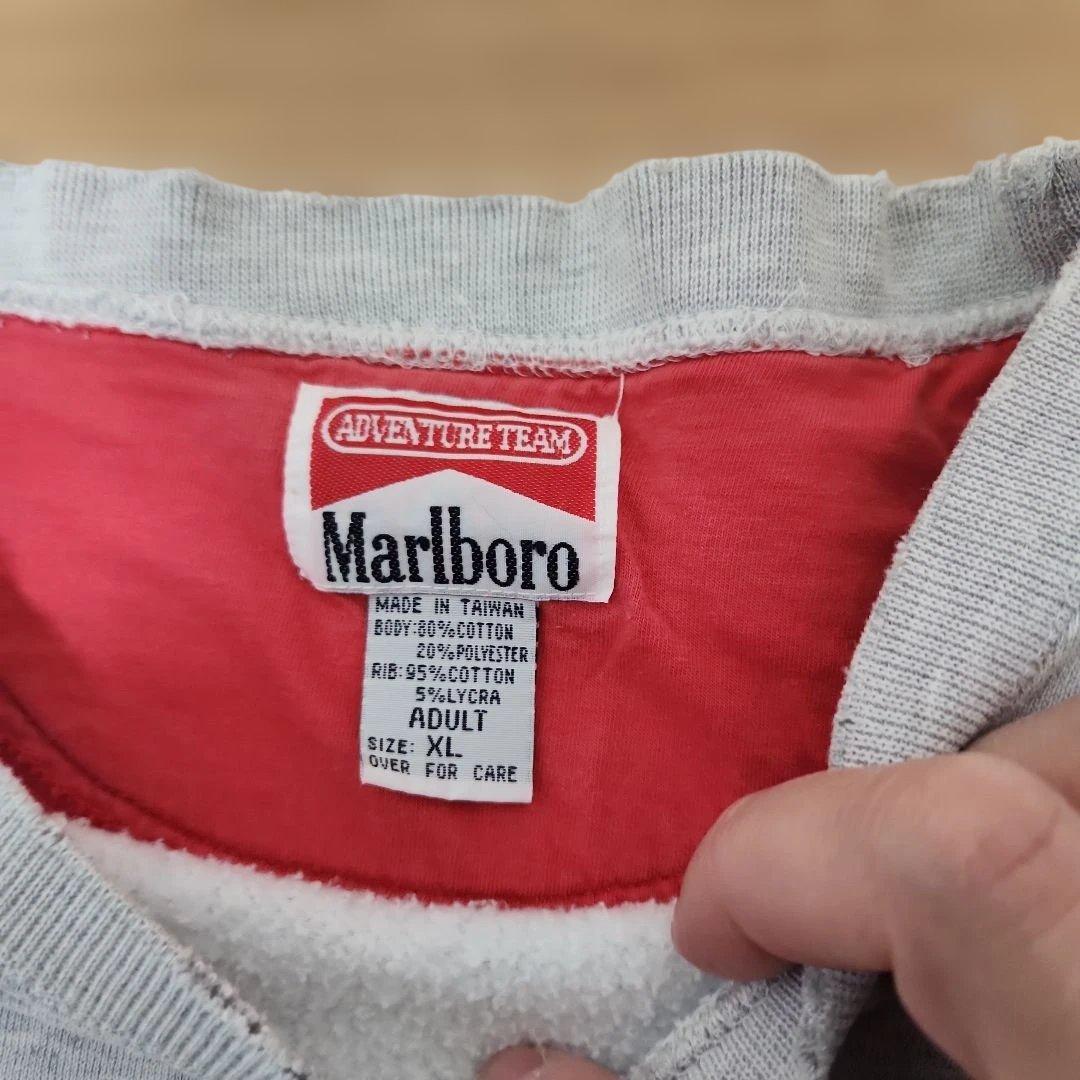 ADVENTURE TEAM
Marlboro
MADE IN TAIWAN
BODY:80%COTTON
20%POLYESTER
RIB:95%COTTON
5%LYCRA
ADULT
SIZE: XL
OVER FOR CARE